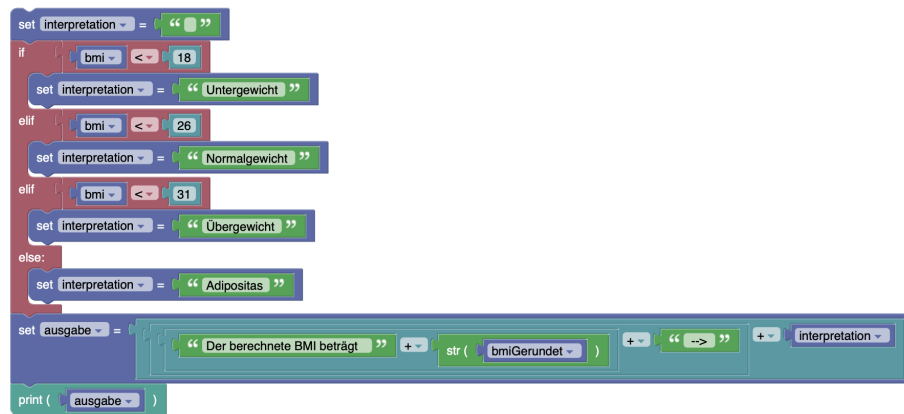 set interpretation = “ ”
if bmi < 18
set interpretation = “ Untergewicht ”
elif bmi < 26
set interpretation = “ Normalgewicht ”
elif bmi < 31
set interpretation = “ Übergewicht ”
else:
set interpretation = “ Adipositas ”
set ausgabe = “ Der berechnete BMI beträgt ” + str ( bmiGerundet ) + “ --> ” + interpretation
print ( ausgabe )